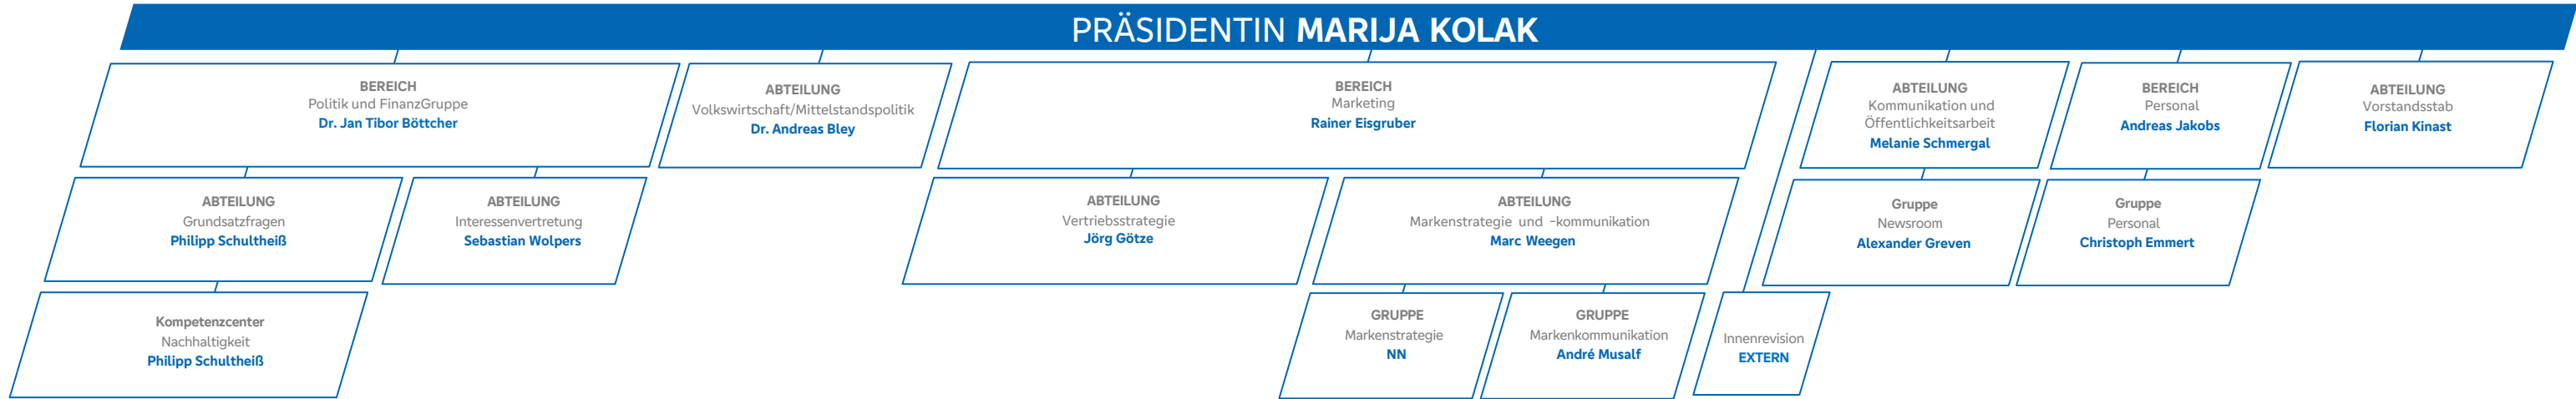 PRÄSIDENTIN MARIJA KOLAK
BEREICH
Politik und FinanzGruppe
Dr. Jan Tibor Böttcher
ABTEILUNG
Volkswirtschaft/Mittelstandspolitik
Dr. Andreas Bley
BEREICH
Marketing
Rainer Eisgruber
ABTEILUNG
Kommunikation und
Öffentlichkeitsarbeit
Melanie Schmergal
BEREICH
Personal
Andreas Jakobs
ABTEILUNG
Vorstandsstab
Florian Kinast
ABTEILUNG
Grundsatzfragen
Philipp Schultheiß
ABTEILUNG
Interessenvertretung
Sebastian Wolpers
ABTEILUNG
Vertriebsstrategie
Jörg Götze
ABTEILUNG
Markenstrategie und -kommunikation
Marc Weegen
Gruppe
Newsroom
Alexander Greven
Gruppe
Personal
Christoph Emmert
Kompetenzcenter
Nachhaltigkeit
Philipp Schultheiß
GRUPPE
Markenstrategie
NN
GRUPPE
Markenkommunikation
André Musalf
Innenrevision
EXTERN